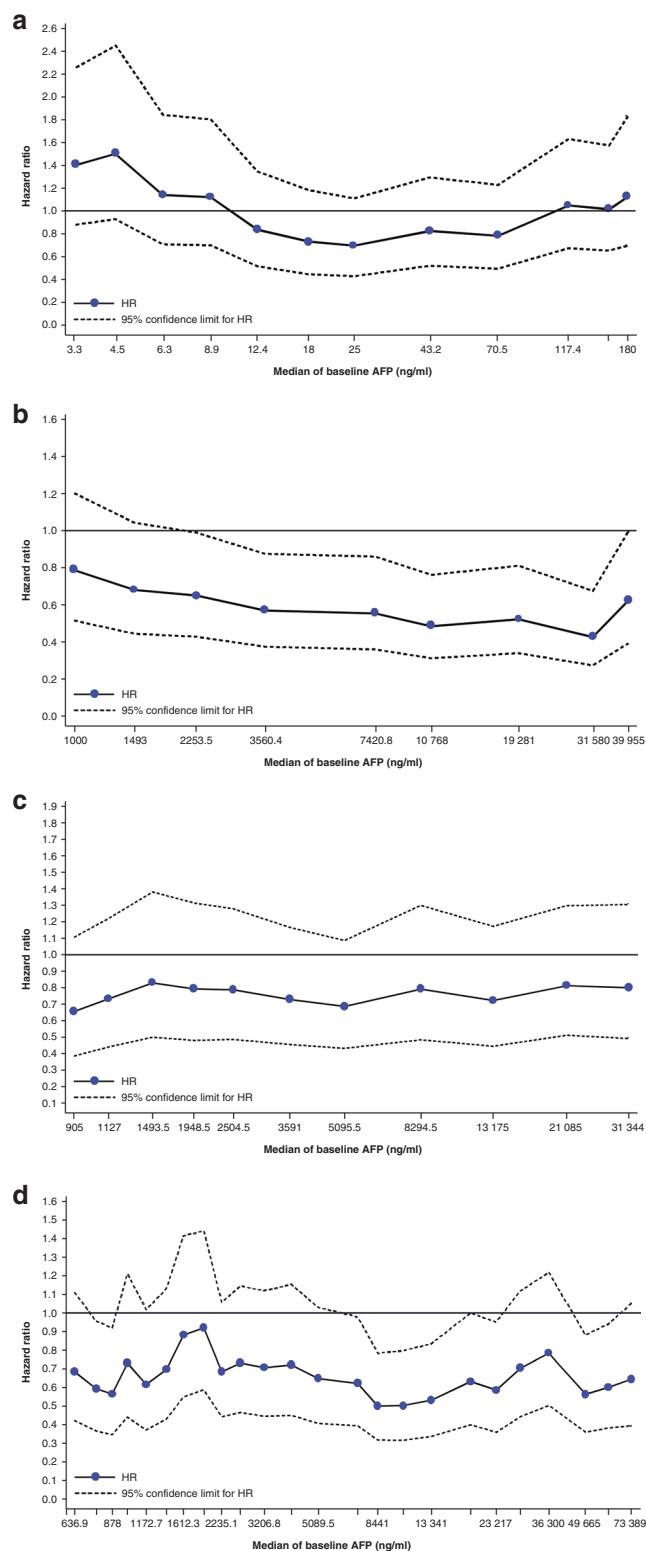 a
2.6
2.4
2.2
2.0
1.8
1.6
1.4
1.2
1.0
0.8
0.6
0.4
0.2
0.0
Hazard ratio
HR
95% confidence limit for HR
3.3 4.5 6.3 8.9 12.4 18 25 43.2 70.5 117.4 180
Median of baseline AFP (ng/ml)
b
1.6
1.4
1.2
1.0
0.8
0.6
0.4
0.2
0.0
Hazard ratio
HR
95% confidence limit for HR
1000 1493 2253.5 3560.4 7420.8 10 768 19 281 31 580 39 955
Median of baseline AFP (ng/ml)
c
1.9
1.8
1.7
1.6
1.5
1.4
1.3
1.2
1.1
1.0
0.9
0.8
0.7
0.6
0.5
0.4
0.3
0.2
0.1
Hazard ratio
HR
95% confidence limit for HR
905 1127 1493.5 1948.5 2504.5 3591 5095.5 8294.5 13 175 21 085 31 344
Median of baseline AFP (ng/ml)
d
1.6
1.5
1.4
1.3
1.2
1.1
1.0
0.9
0.8
0.7
0.6
0.5
0.4
0.3
0.2
0.1
0.0
Hazard ratio
HR
95% confidence limit for HR
636.9 878 1172.7 1612.3 2235.1 3206.8 5089.5 8441 13 341 23 217 36 300 49 665 73 389
Median of baseline AFP (ng/ml)